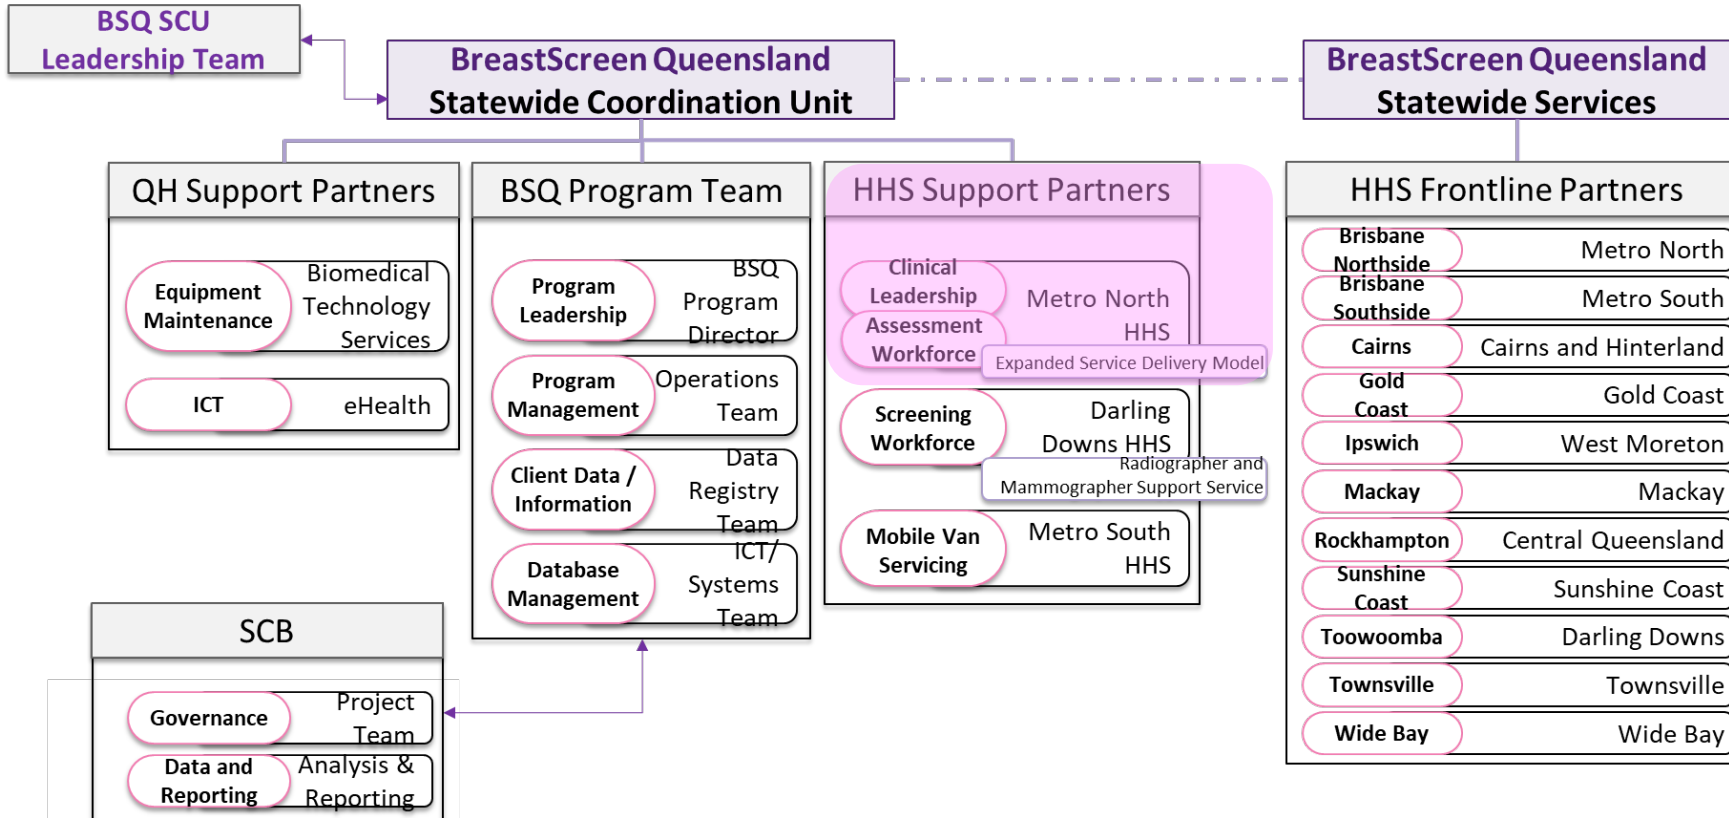 BSQ SCU
Leadership Team
BreastScreen Queensland
Statewide Coordination Unit
BreastScreen Queensland
Statewide Services
QH Support Partners
Equipment
Maintenance
Biomedical
Technology
Services
ICT
eHealth
BSQ Program Team
Program
Leadership
BSQ
Program
Director
Program
Management
Operations
Team
Client Data /
Information
Data
Registry
Team
Database
Management
ICT/
Systems
Team
HHS Support Partners
Clinical
Leadership
Assessment
Workforce
Metro North
HHS
Expanded Service Delivery Model
Screening
Workforce
Darling
Downs HHS
Radiographer and
Mammographer Support Service
Mobile Van
Servicing
Metro South
HHS
HHS Frontline Partners
Brisbane
Northside
Metro North
Brisbane
Southside
Metro South
Cairns
Cairns and Hinterland
Gold
Coast
Gold Coast
Ipswich
West Moreton
Mackay
Mackay
Rockhampton
Central Queensland
Sunshine
Coast
Sunshine Coast
Toowoomba
Darling Downs
Townsville
Townsville
Wide Bay
Wide Bay
SCB
Governance
Project
Team
Data and
Reporting
Analysis &
Reporting